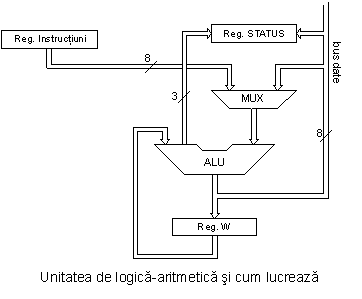 Reg. Instrucţiuni
Reg. STATUS
bus date
8
MUX
3
8
ALU
Reg. W
Unitatea de logică-aritmetică şi cum lucrează